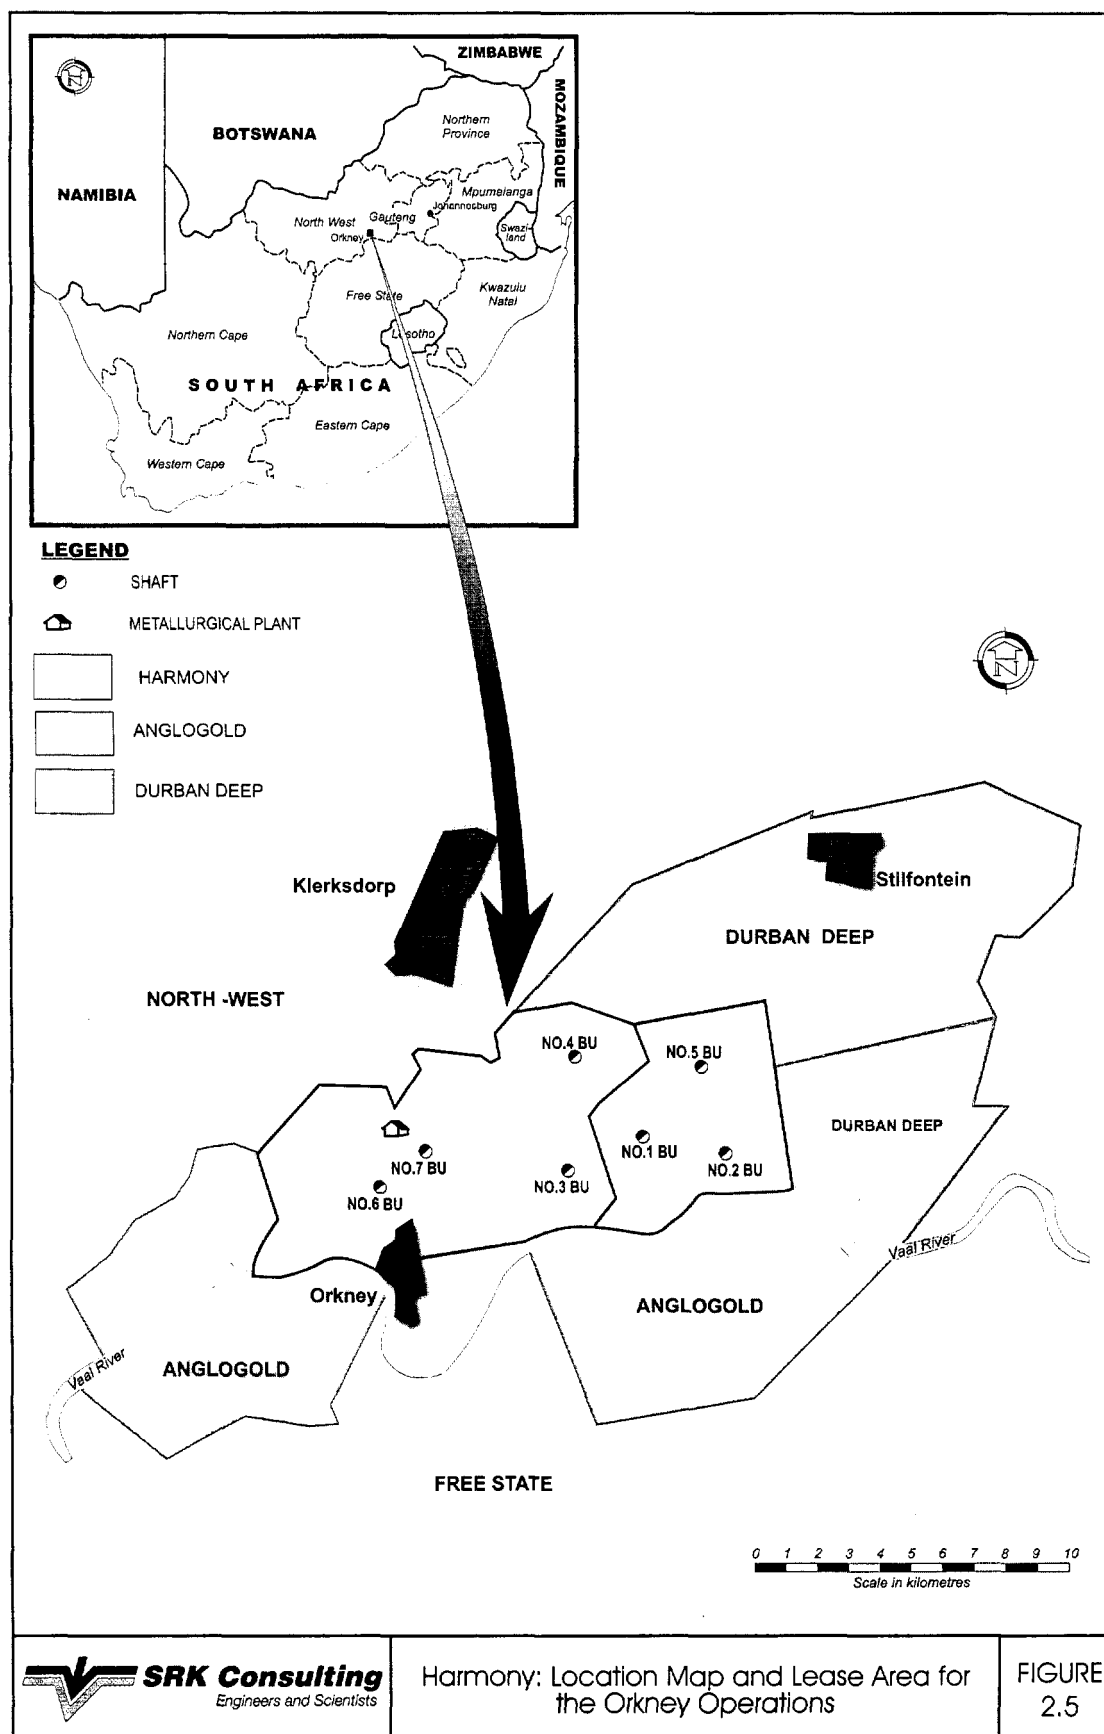 ZIMBABWE
MOZAMBIQUE
BOTSWANA
NAMIBIA
Northern
Province
Mpumalanga
Johannesburg
Gauteng
North West
Orkney
Swazi-
land
Free State
Kwazulu
Natal
Lesotho
Northern Cape
SOUTH AFRICA
Eastern Cape
Western Cape
N
LEGEND
SHAFT
METALLURGICAL PLANT
HARMONY
ANGLOGOLD
DURBAN DEEP
N
Klerksdorp
Stilfontein
DURBAN DEEP
NORTH -WEST
NO.4 BU
NO.5 BU
DURBAN DEEP
NO.1 BU
NO.2 BU
NO.7 BU
NO.3 BU
NO.6 BU
Vaal River
Orkney
ANGLOGOLD
Vaal River
ANGLOGOLD
FREE STATE
0 1 2 3 4 5 6 7 8 9 10
Scale in kilometres
SRK Consulting
Engineers and Scientists
Harmony: Location Map and Lease Area for
the Orkney Operations
FIGURE
2.5